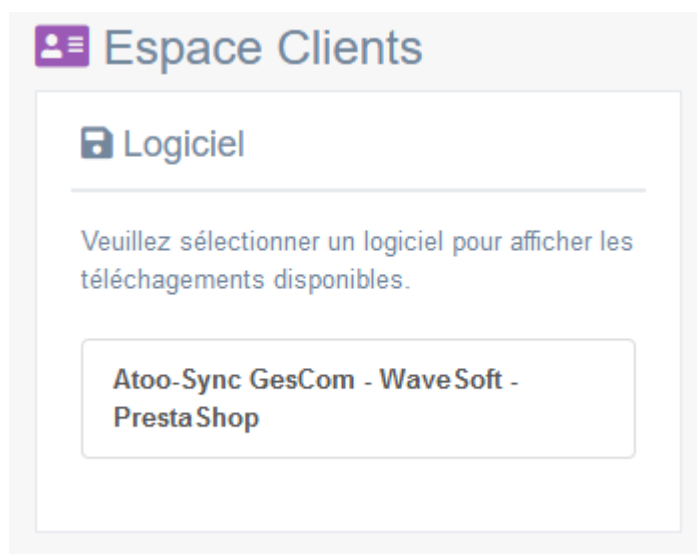 Espace Clients
Logiciel
Veuillez sélectionner un logiciel pour afficher les
téléchagements disponibles.
Atoo-Sync GesCom - WaveSoft -
PrestaShop